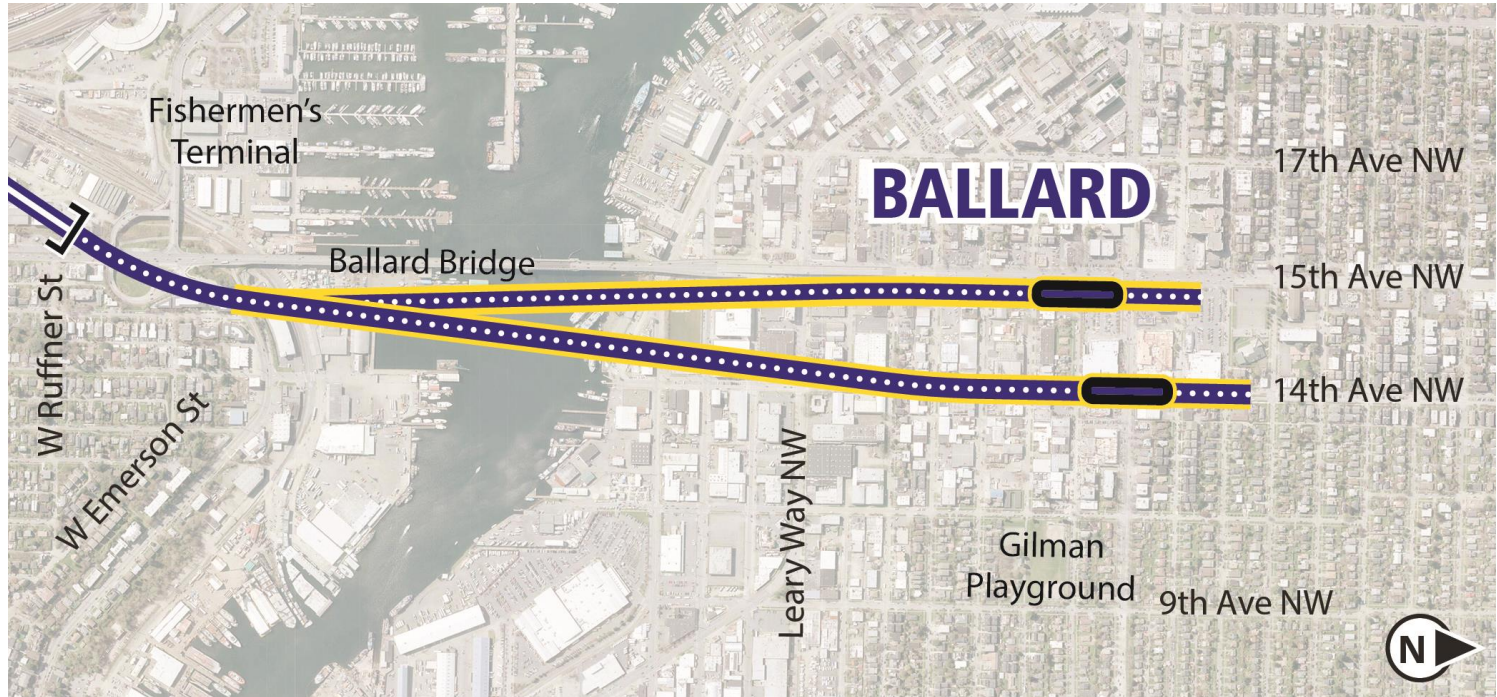 Fishermen's
Terminal
17th Ave NW
BALLARD
Ballard Bridge
15th Ave NW
W Ruffner St
14th Ave NW
W Emerson St
Leary Way NW
Gilman
Playground
9th Ave NW
N